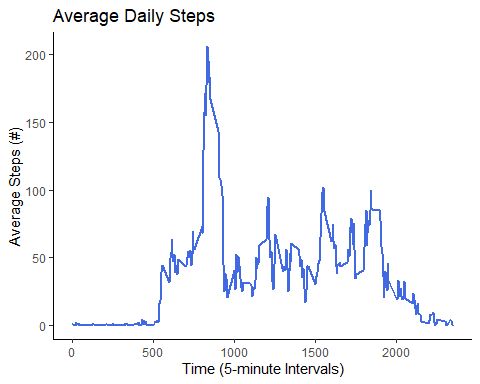 Average Daily Steps
Average Steps (#)
200
150
100
50
0
0 500 1000 1500 2000
Time (5-minute Intervals)